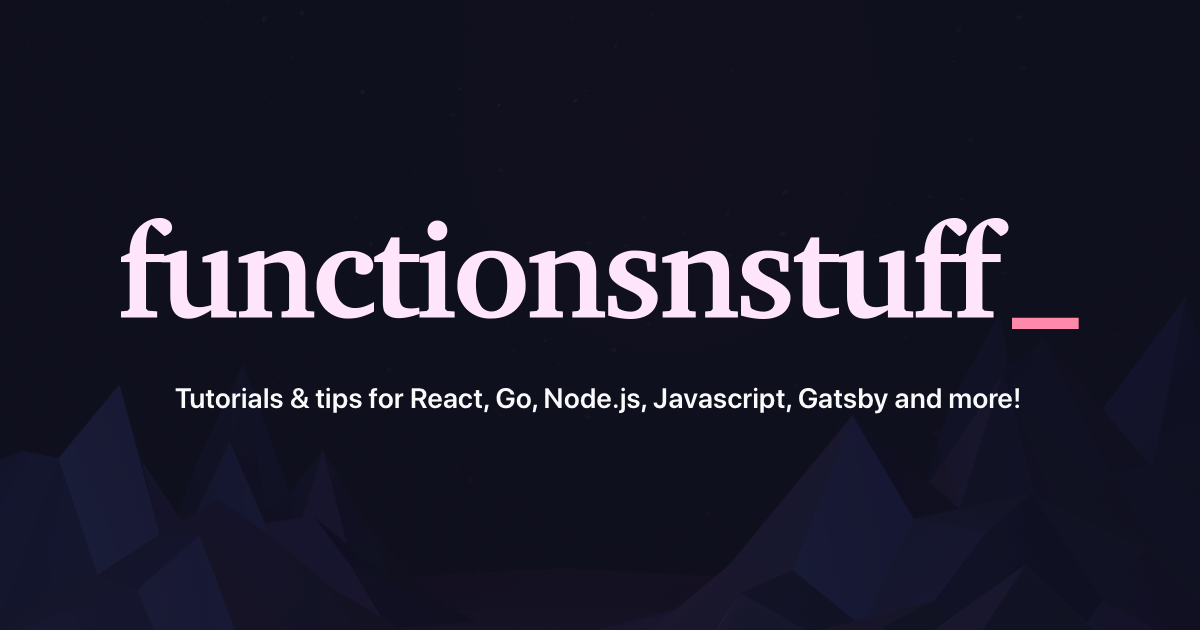 functionsnstuff_
Tutorials & tips for React, Go, Node.js, Javascript, Gatsby and more!